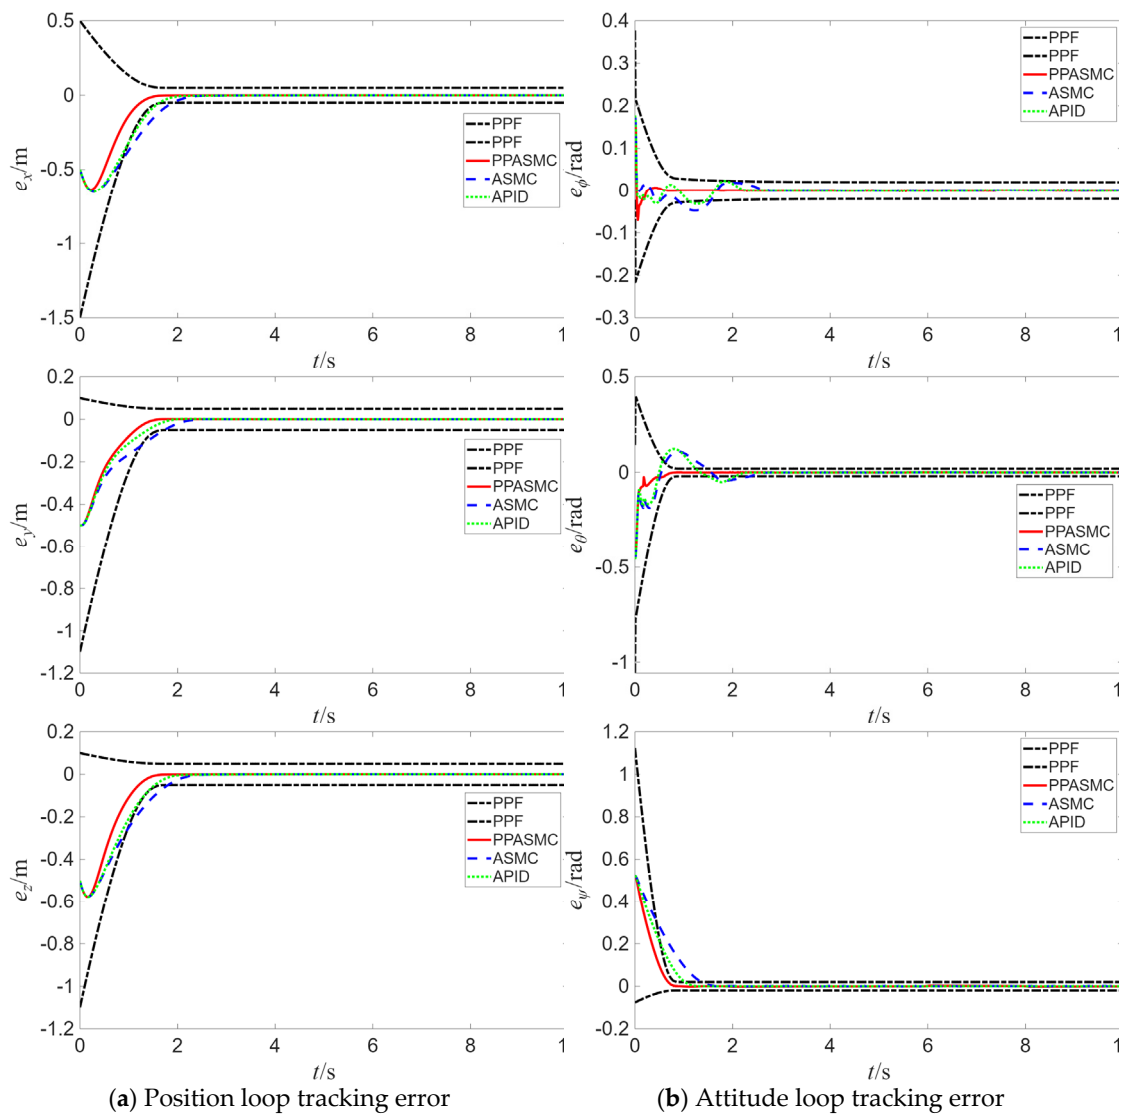 0.5
0
-0.5
-1
-1.5
e_x/m
PPF
PPF
PPASMC
ASMC
APID
0 2 4 6 8 1
t/s
0.4
0.3
0.2
0.1
0
-0.1
-0.2
-0.3
e_ϕ/rad
PPF
PPF
PPASMC
ASMC
APID
0 2 4 6 8 1
t/s
0.2
0
-0.2
-0.4
-0.6
-0.8
-1
-1.2
e_y/m
PPF
PPF
PPASMC
ASMC
APID
0 2 4 6 8 1
t/s
0.5
0
-0.5
-1
e_θ/rad
PPF
PPF
PPASMC
ASMC
APID
0 2 4 6 8 1
t/s
0.2
0
-0.2
-0.4
-0.6
-0.8
-1
-1.2
e_z/m
PPF
PPF
PPASMC
ASMC
APID
0 2 4 6 8 1
t/s
1.2
1
0.8
0.6
0.4
0.2
0
-0.2
e_ψ/rad
PPF
PPF
PPASMC
ASMC
APID
0 2 4 6 8 1
t/s
(a) Position loop tracking error
(b) Attitude loop tracking error